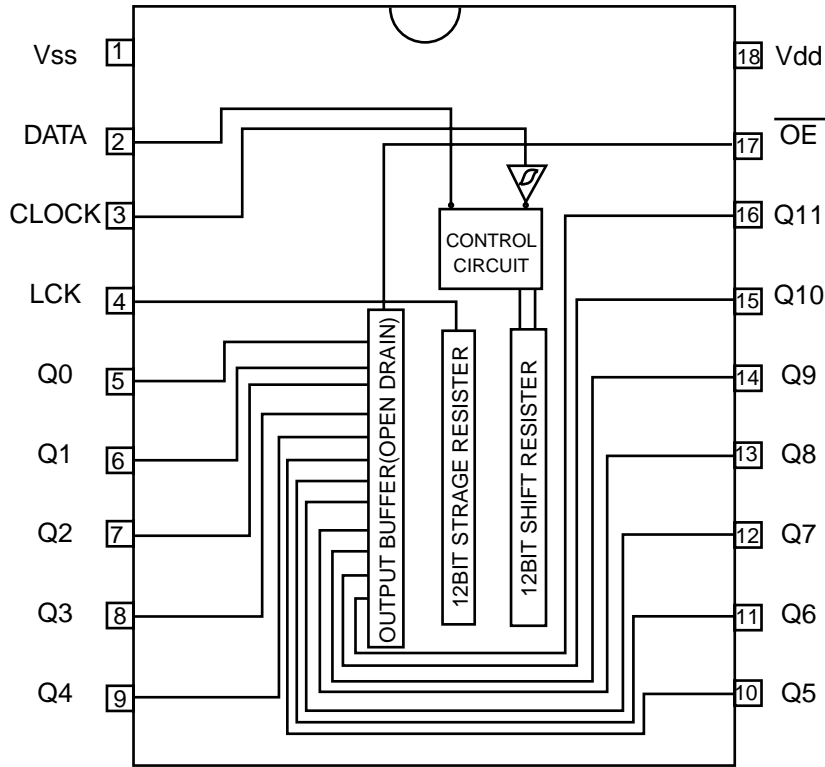 Vss 1
18 Vdd
DATA 2
17 OE
CLOCK 3
16 Q11
CONTROL
CIRCUIT
LCK 4
15 Q10
Q0 5
14 Q9
Q1 6
13 Q8
Q2 7
12 Q7
Q3 8
11 Q6
Q4 9
10 Q5
OUTPUT BUFFER(OPEN DRAIN)
12BIT STRAGE RESISTER
12BIT SHIFT RESISTER